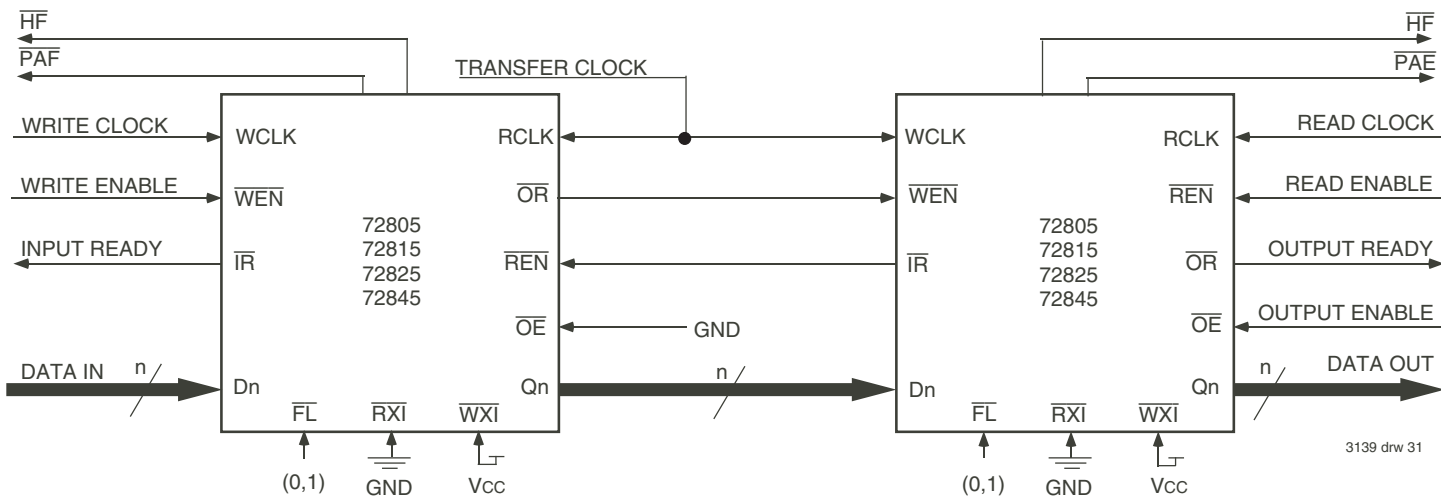 HF
PAF
TRANSFER CLOCK
HF
PAE
WRITE CLOCK
WCLK
RCLK
WCLK
RCLK
READ CLOCK
WRITE ENABLE
WEN
OR
WEN
REN
READ ENABLE
72805
72815
72825
72845
72805
72815
72825
72845
INPUT READY
IR
REN
IR
OR
OUTPUT READY
OE
GND
OE
OUTPUT ENABLE
DATA IN
n
Dn
Qn
n
Dn
Qn
n
DATA OUT
FL
RXI
WXI
FL
RXI
WXI
(0,1)
GND
VCC
(0,1)
GND
VCC
3139 drw 31